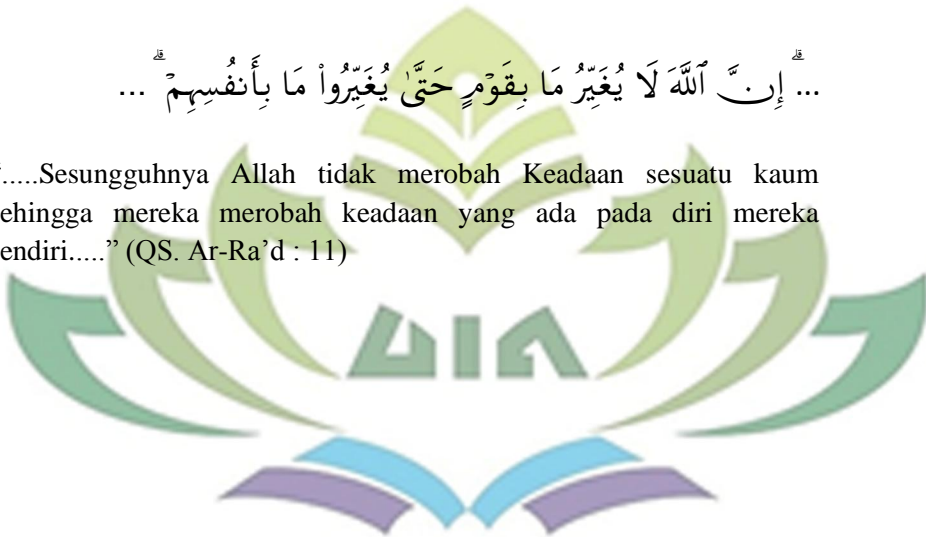 ... ۗ إِنَّ ٱللَّهَ لَا يُغَيِّرُ مَا بِقَوْمٍ حَتَّىٰ يُغَيِّرُوا۟ مَا بِأَنفُسِهِمْ ۗ ...
“.....Sesungguhnya Allah tidak merobah Keadaan sesuatu kaum
ehingga mereka merobah keadaan yang ada pada diri mereka
endiri.....” (QS. Ar-Ra’d : 11)
UIN